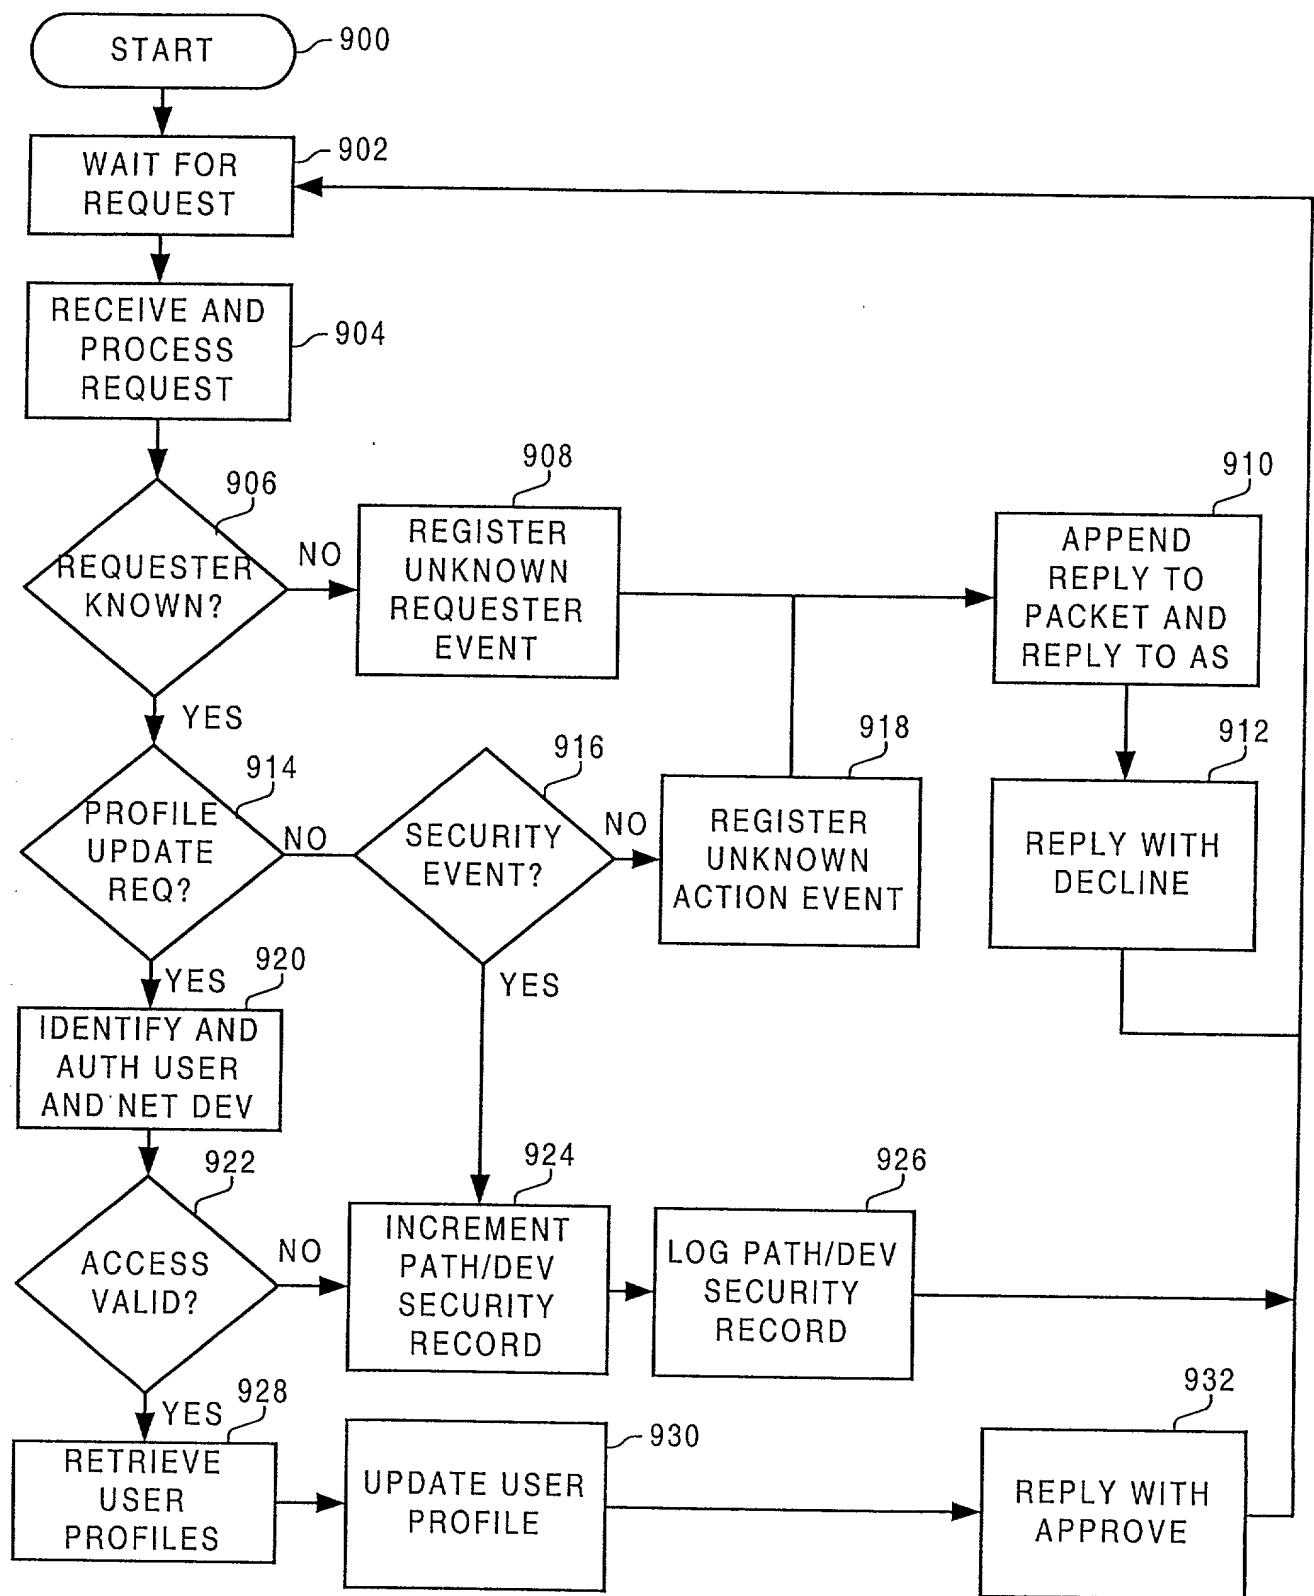 START
900
WAIT FOR
REQUEST
902
RECEIVE AND
PROCESS
REQUEST
904
906
REQUESTER
KNOWN?
NO
908
REGISTER
UNKNOWN
REQUESTER
EVENT
910
APPEND
REPLY TO
PACKET AND
REPLY TO AS
YES
914
PROFILE
UPDATE
REQ?
NO
916
SECURITY
EVENT?
NO
918
REGISTER
UNKNOWN
ACTION EVENT
912
REPLY WITH
DECLINE
YES
920
IDENTIFY AND
AUTH USER
AND NET DEV
YES
922
ACCESS
VALID?
NO
924
INCREMENT
PATH/DEV
SECURITY
RECORD
926
LOG PATH/DEV
SECURITY
RECORD
YES
928
RETRIEVE
USER
PROFILES
930
UPDATE USER
PROFILE
932
REPLY WITH
APPROVE